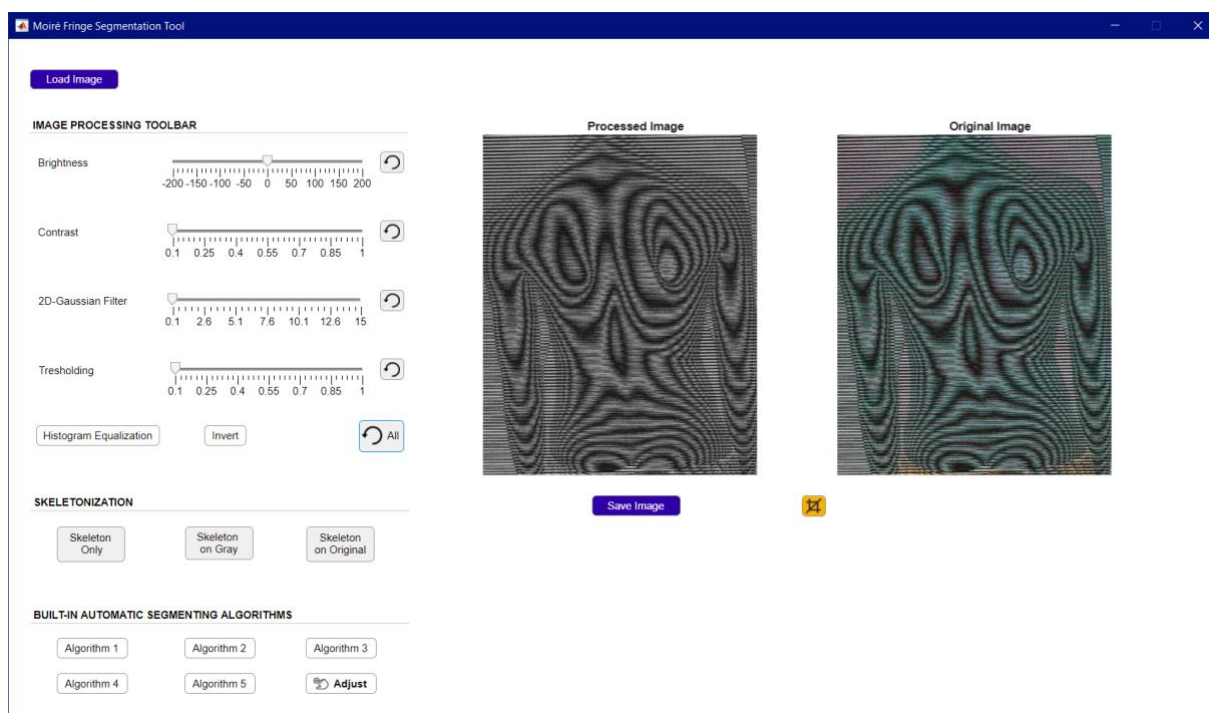 Moiré Fringe Segmentation Tool
Load Image
IMAGE PROCESSING TOOLBAR
Brightness
-200 -150 -100 -50 0 50 100 150 200
Contrast
0.1 0.25 0.4 0.55 0.7 0.85 1
2D-Gaussian Filter
0.1 2.6 5.1 7.6 10.1 12.6 15
Tresholding
0.1 0.25 0.4 0.55 0.7 0.85 1
Histogram Equalization Invert All
SKELETONIZATION
Skeleton Only
Skeleton on Gray
Skeleton on Original
BUILT-IN AUTOMATIC SEGMENTING ALGORITHMS
Algorithm 1 Algorithm 2 Algorithm 3
Algorithm 4 Algorithm 5 Adjust
Processed Image
Original Image
Save Image